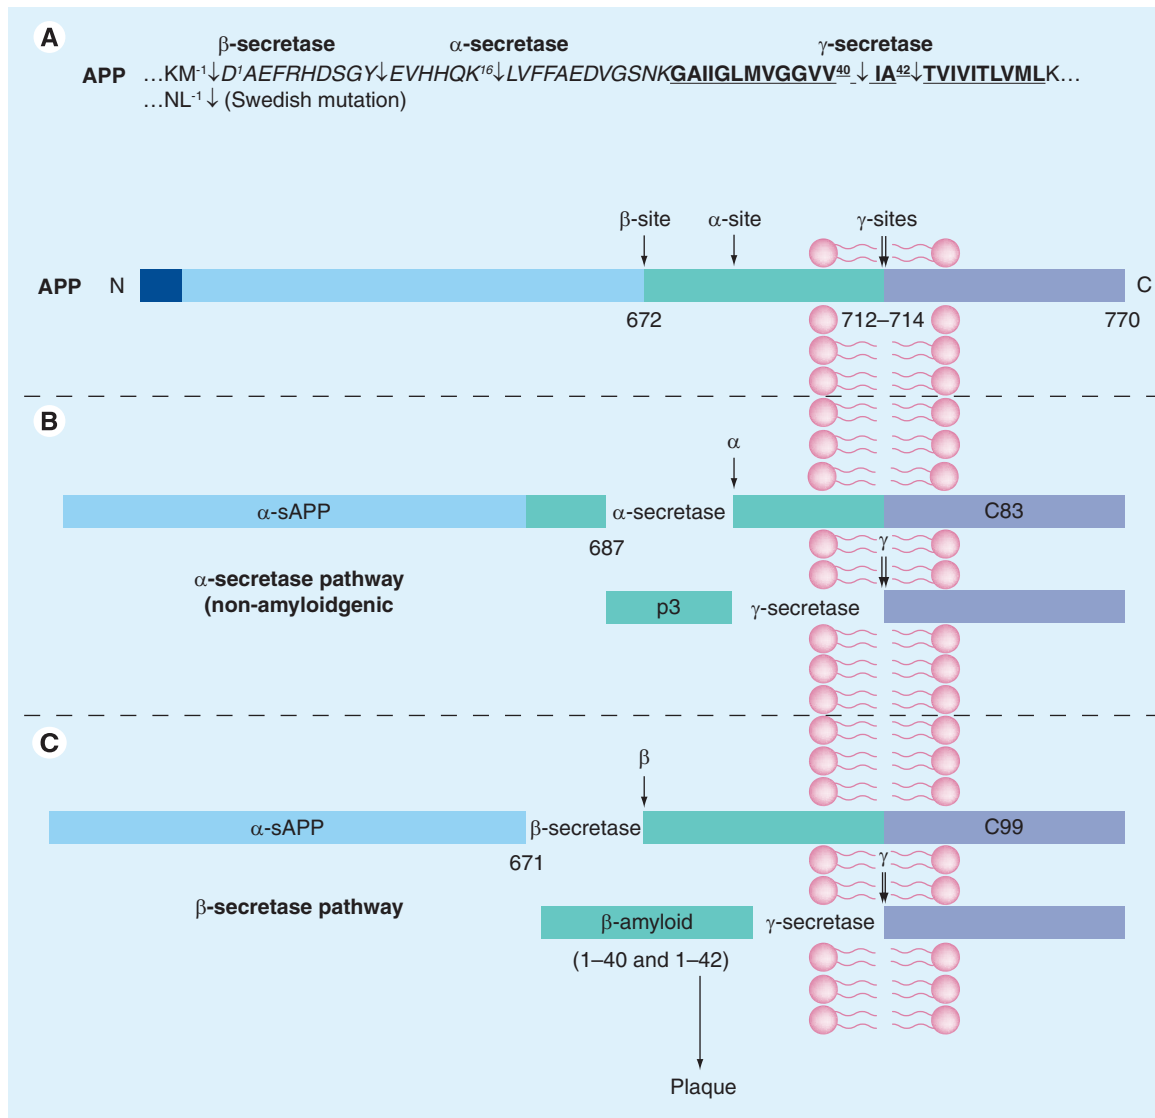 A
β-secretase α-secretase γ-secretase
APP ...KM-1↓D1AEFRHDSGY↓EVHHQK16↓LVFFAEDVGSNKGAIIGLMVGGVV40 ↓ IA42↓TVIVITLVMLK...
...NL-1↓ (Swedish mutation)
β-site α-site γ-sites
APP N C
672 712–714 770
B
α
α-sAPP α-secretase C83
687 γ
α-secretase pathway
(non-amyloidgenic
p3 γ-secretase
C
β
α-sAPP β-secretase C99
671 γ
β-secretase pathway
β-amyloid γ-secretase
(1–40 and 1–42)
Plaque